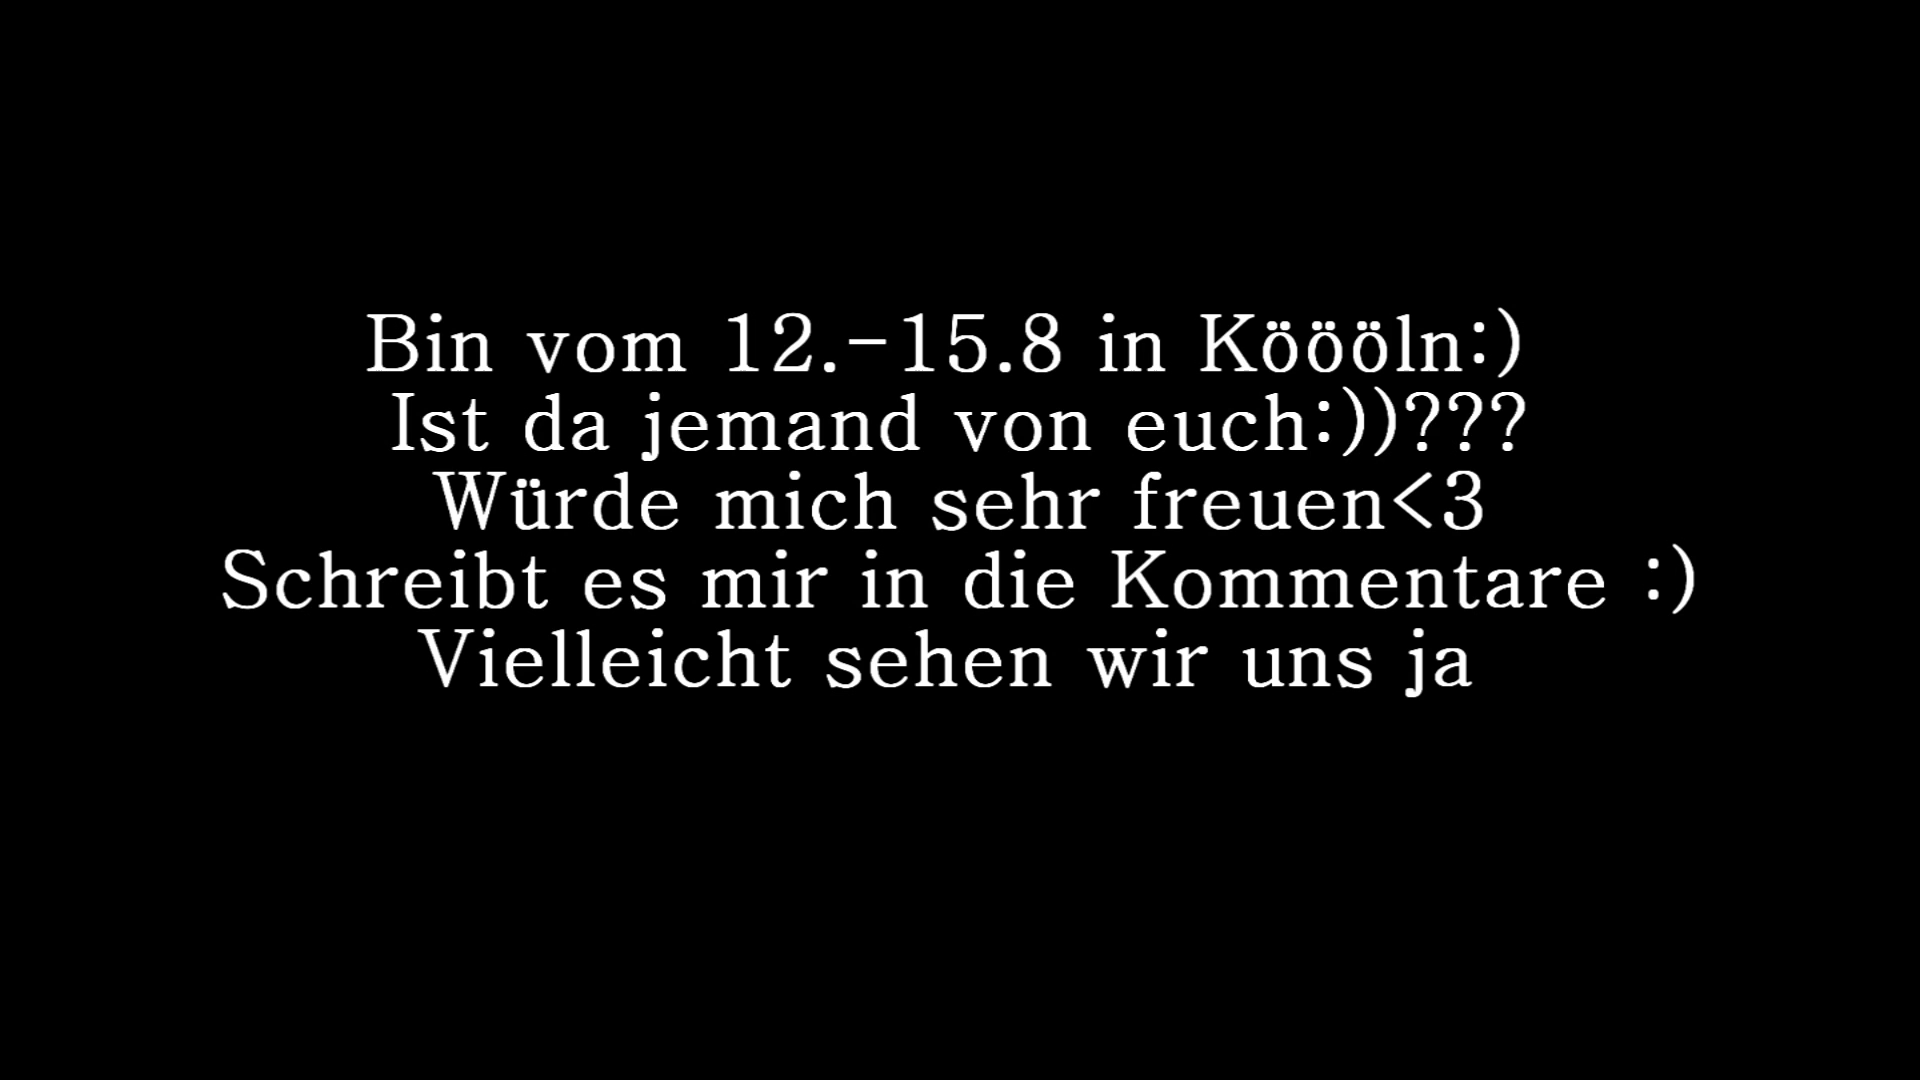 Bin vom 12.-15.8 in Köööln:)
Ist da jemand von euch:))???
Würde mich sehr freuen<3
Schreibt es mir in die Kommentare :)
Vielleicht sehen wir uns ja